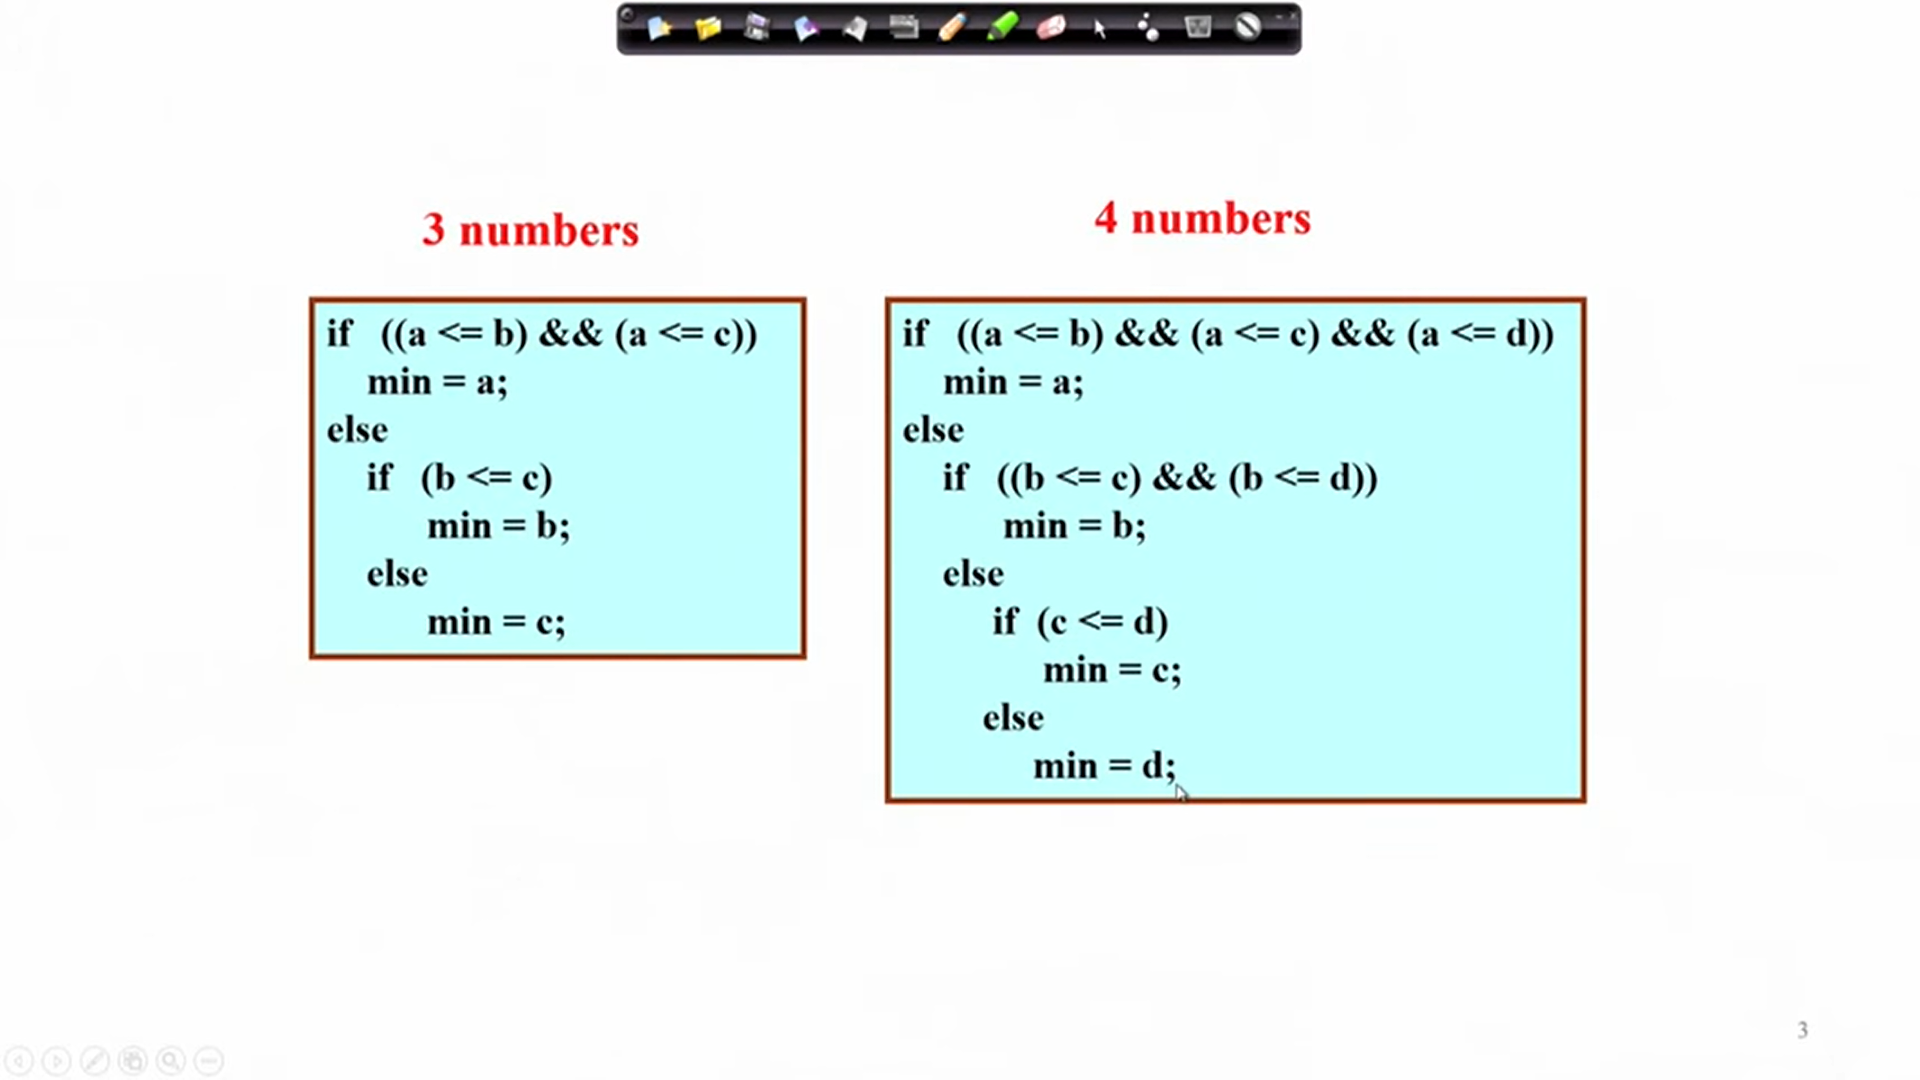 3 numbers
if ((a <= b) && (a <= c))
min = a;
else
if (b <= c)
min = b;
else
min = c;
4 numbers
if ((a <= b) && (a <= c) && (a <= d))
min = a;
else
if ((b <= c) && (b <= d))
min = b;
else
if (c <= d)
min = c;
else
min = d;
3